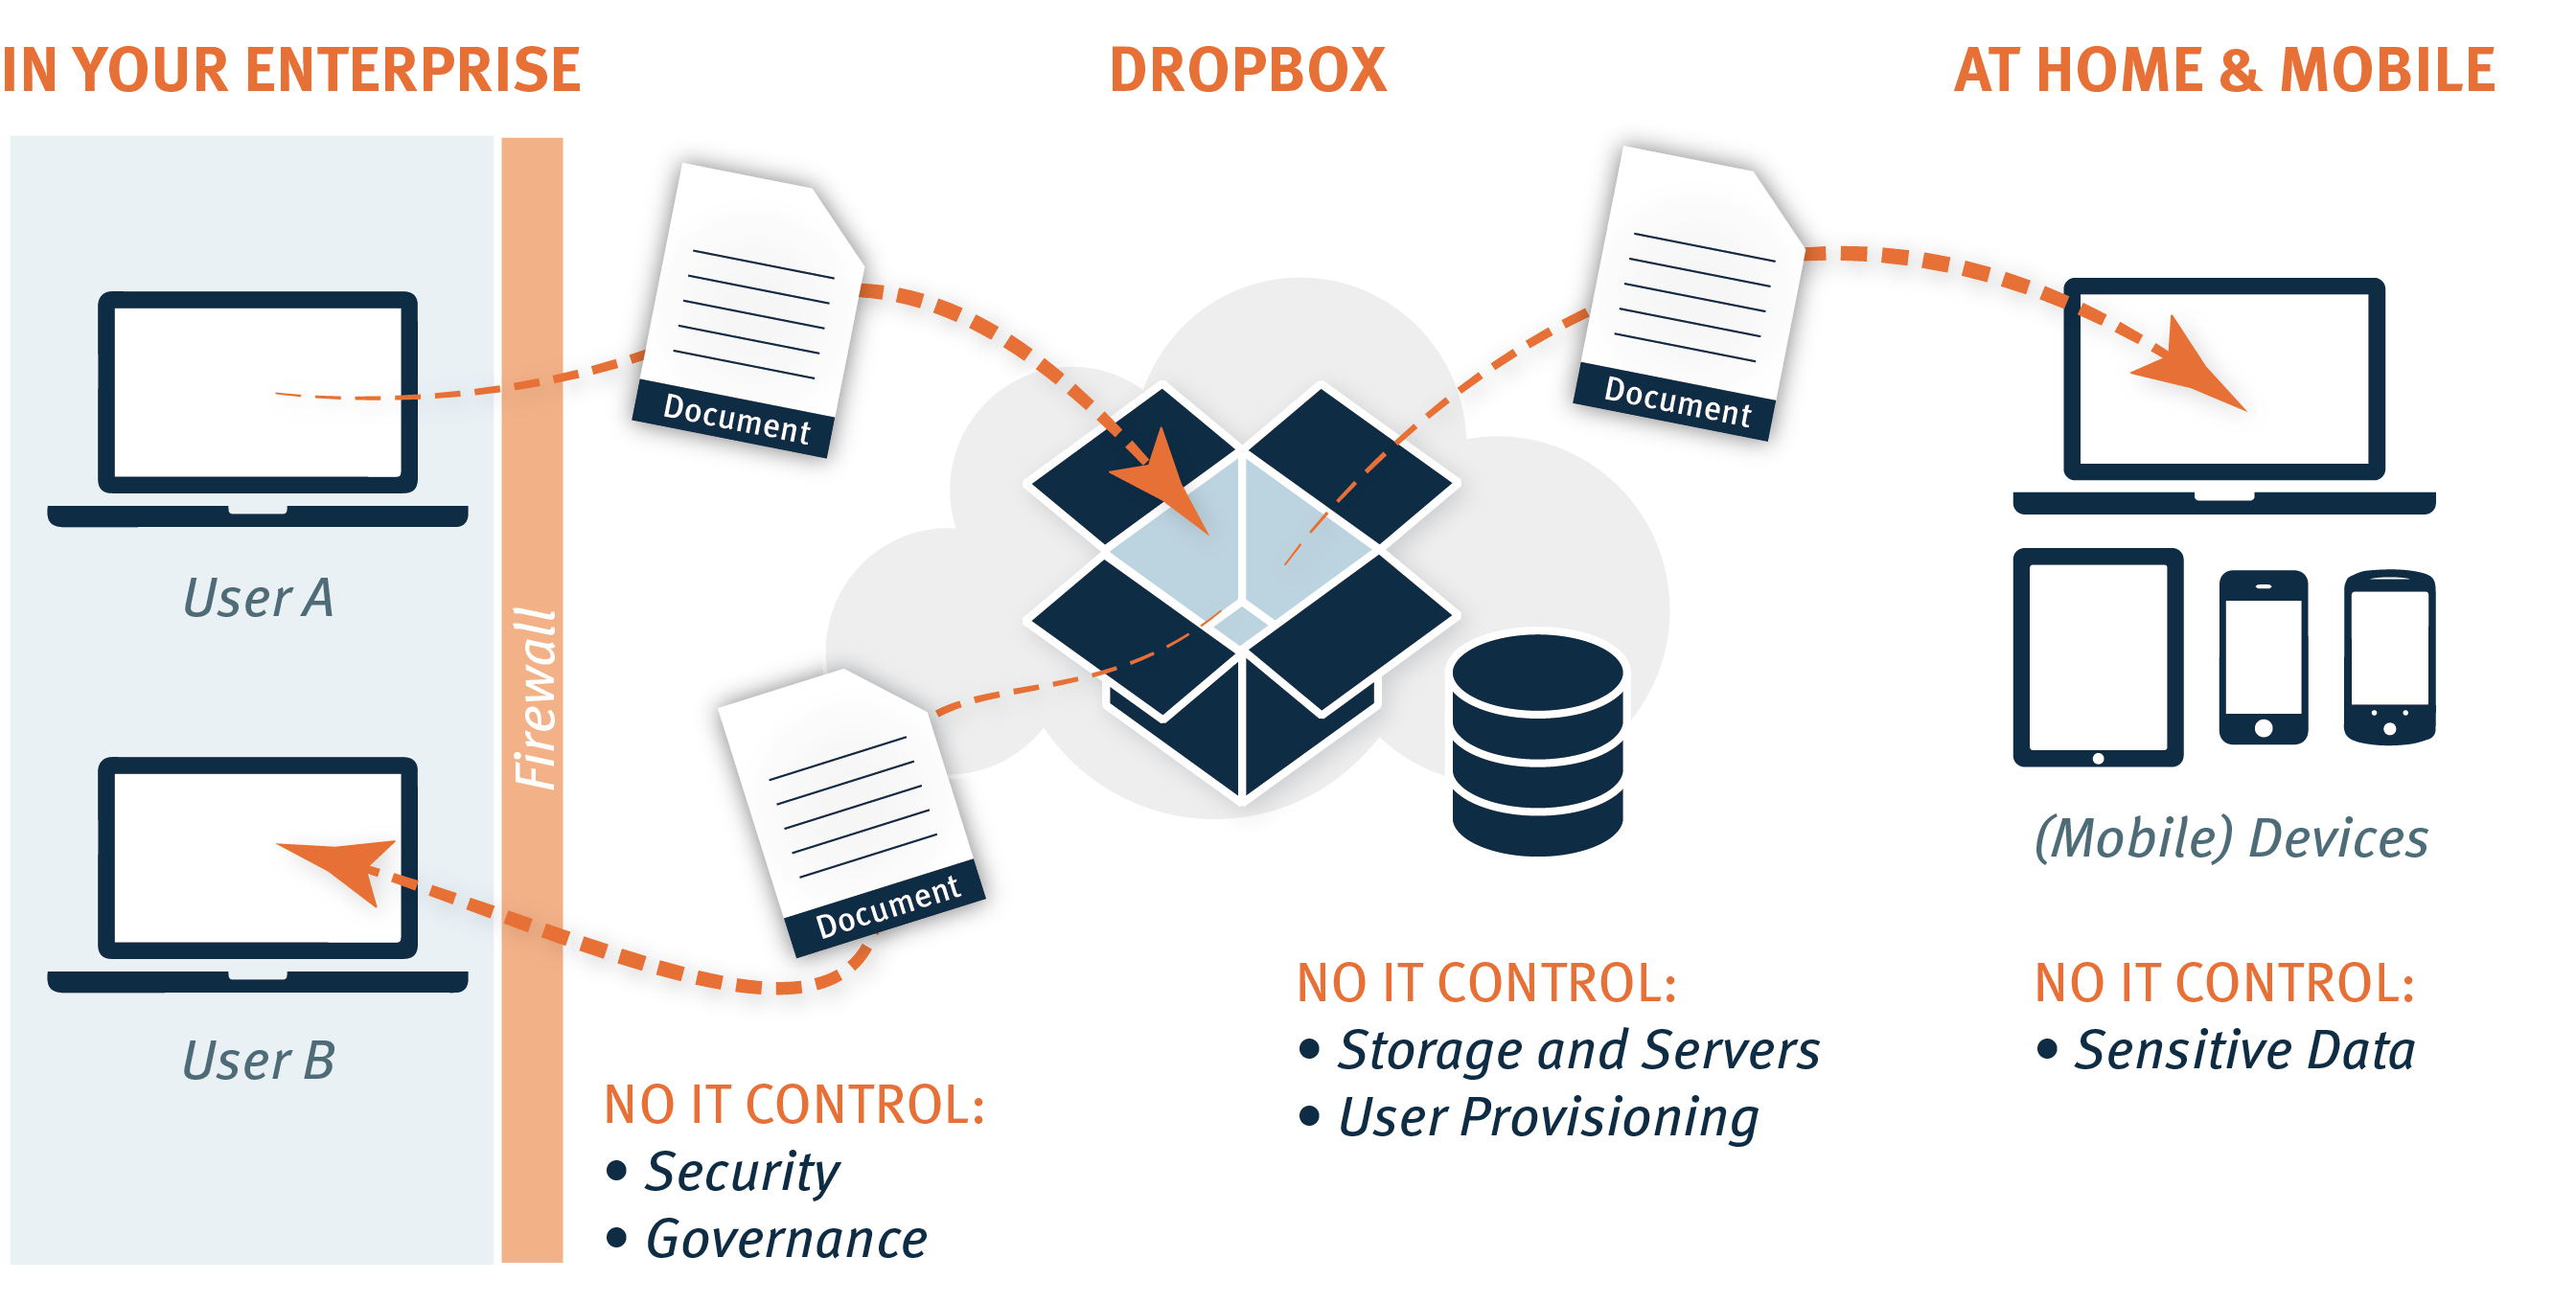 IN YOUR ENTERPRISE
DROPBOX
AT HOME & MOBILE
Document
Document
User A
Firewall
Document
User B
(Mobile) Devices
NO IT CONTROL:
• Security
• Governance
NO IT CONTROL:
• Storage and Servers
• User Provisioning
NO IT CONTROL:
• Sensitive Data